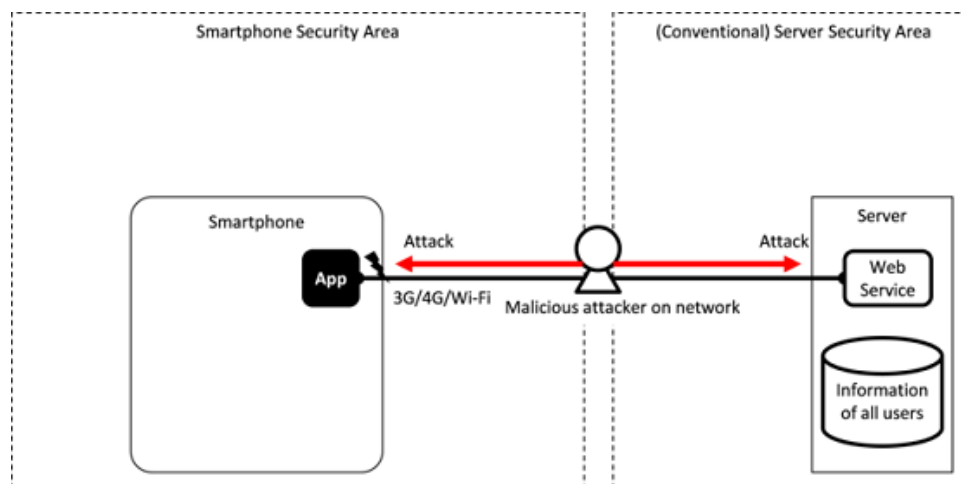 Smartphone Security Area
(Conventional) Server Security Area
Smartphone
Server
Attack
Attack
App
Web
Service
3G/4G/Wi-Fi
Malicious attacker on network
Information
of all users